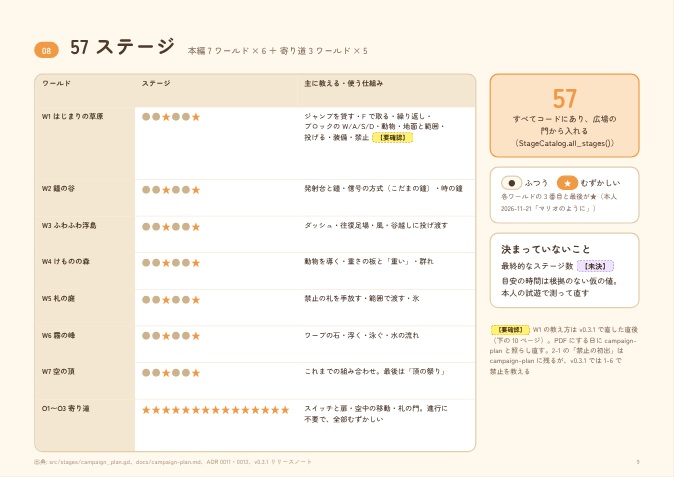 08 57 ステージ 本編 7 ワールド × 6 ＋ 寄り道 3 ワールド × 5
ワールド ステージ 主に教える・使う仕組み
W1 はじまりの草原 ●●★●●★ ジャンプを貸す・F で取る・繰り返し・
ブロックの W/A/S/D・動物・地面と範囲・
投げる・装備・禁止 【要確認】
W2 鐘の谷 ●●★●●★ 発射台と鐘・信号の方式（こだまの鐘）・時の鐘
W3 ふわふわ浮島 ●●★●●★ ダッシュ・往復足場・風・谷越しに投げ渡す
W4 けものの森 ●●★●●★ 動物を導く・重さの板と「重い」・群れ
W5 札の庭 ●●★●●★ 禁止の札を手放す・範囲で渡す・氷
W6 霧の峰 ●●★●●★ ワープの石・浮く・泳ぐ・水の流れ
W7 空の頂 ●●★●●★ これまでの組み合わせ。最後は「頂の祭り」
O1〜O3 寄り道 ★★★★★★★★★★★★★★★ スイッチと扉・空中の移動・札の門。進行に
不要で、全部むずかしい
57
すべてコードにあり、広場の
門から入れる
（StageCatalog.all_stages()）
● ふつう ★ むずかしい
各ワールドの 3 番目と最後が★（本人
2026-11-21「マリオのように」）
決まっていないこと
最終的なステージ数 【未決】
目安の時間は根拠のない仮の値。
本人の試遊で測って直す
【要確認】 W1 の教え方は v0.3.1 で直した直後
（下の 10 ページ）。PDF にする日に campaign-
plan と照らし直す。2-1 の「禁止の初出」は
campaign-plan に残るが、v0.3.1 では 1-6 で
禁止を教える
出典: src/stages/campaign_plan.gd、docs/campaign-plan.md、ADR 0011・0013、v0.3.1 リリースノート
9